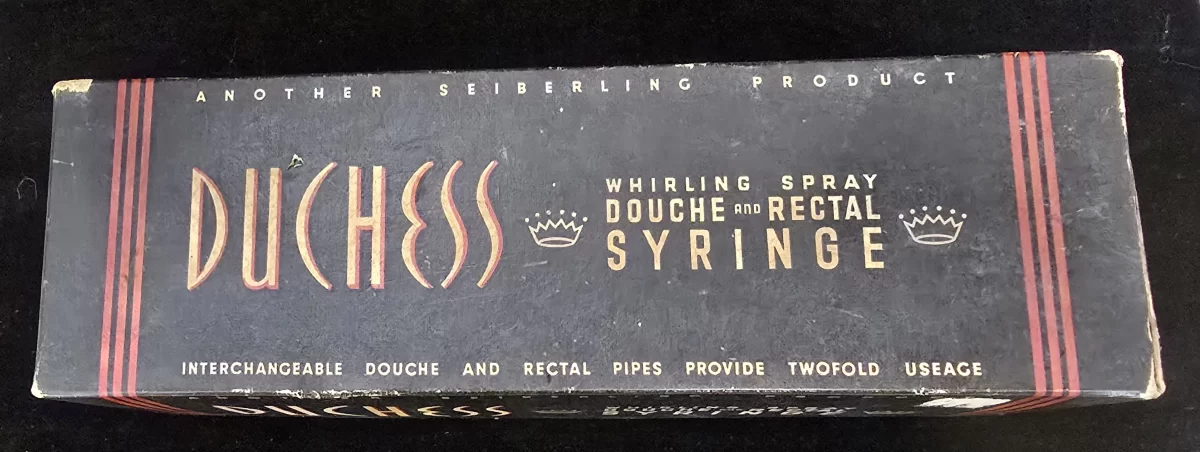 ANOTHER SEIBERLING PRODUCT
DUCHESS
WHIRLING SPRAY
DOUCHE AND RECTAL
SYRINGE
INTERCHANGEABLE DOUCHE AND RECTAL PIPES PROVIDE TWOFOLD USEAGE
DUCHESS